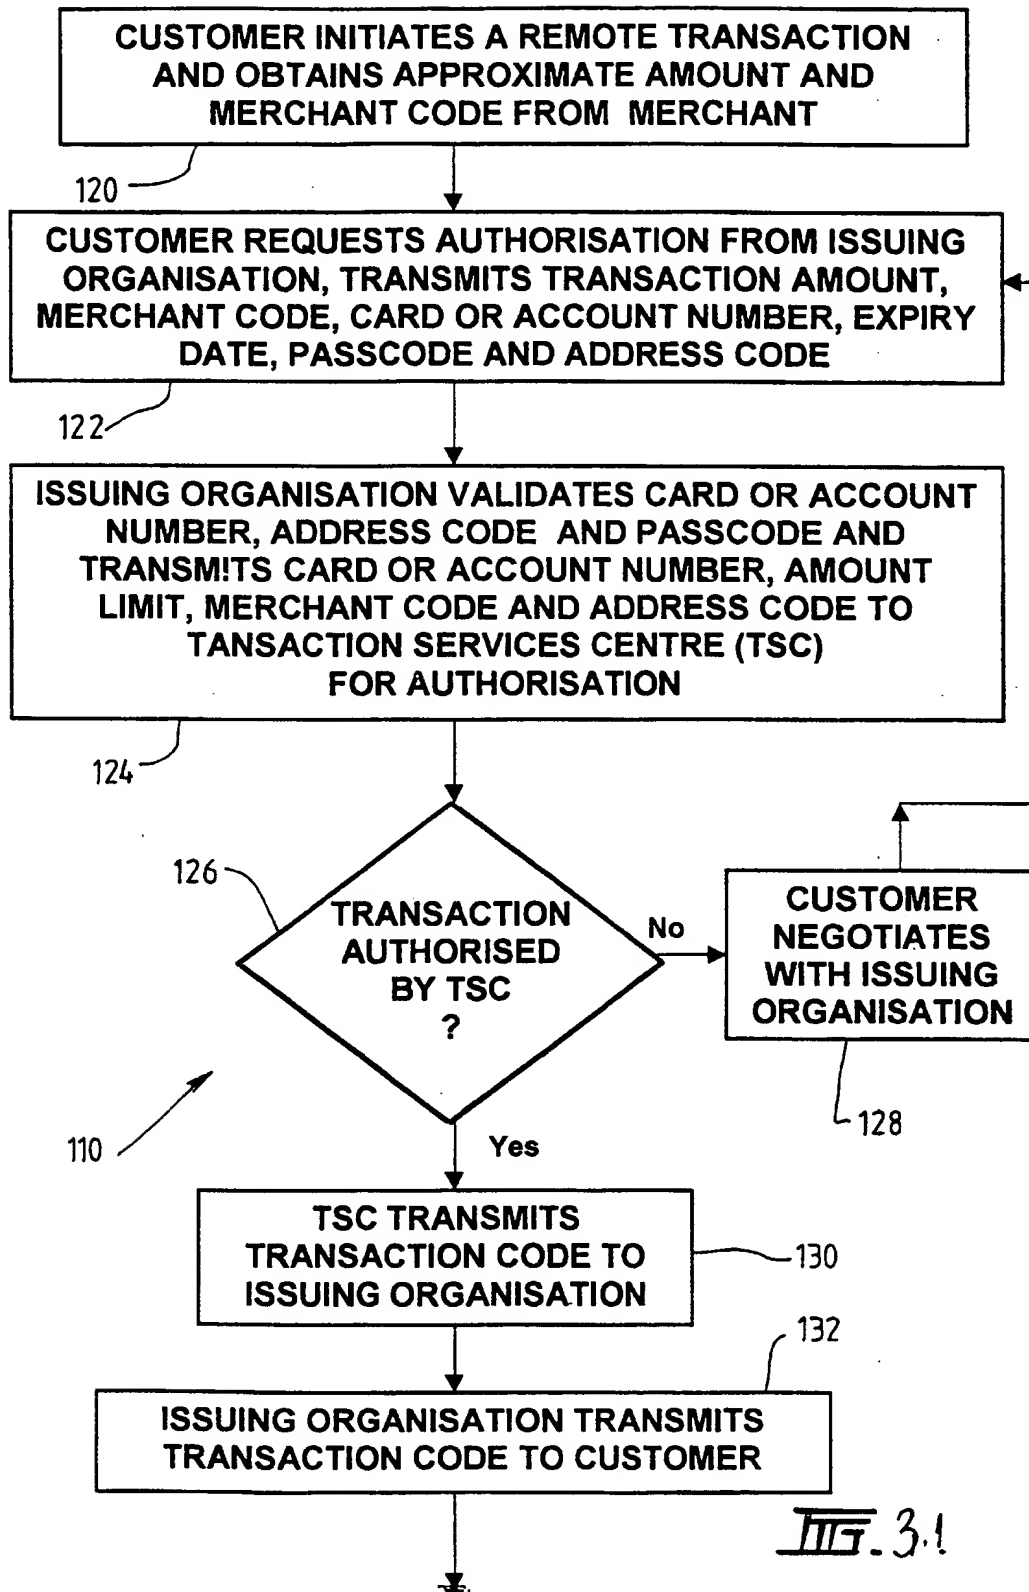 CUSTOMER INITIATES A REMOTE TRANSACTION
AND OBTAINS APPROXIMATE AMOUNT AND
MERCHANT CODE FROM MERCHANT
120
CUSTOMER REQUESTS AUTHORISATION FROM ISSUING
ORGANISATION, TRANSMITS TRANSACTION AMOUNT,
MERCHANT CODE, CARD OR ACCOUNT NUMBER, EXPIRY
DATE, PASSCODE AND ADDRESS CODE
122
ISSUING ORGANISATION VALIDATES CARD OR ACCOUNT
NUMBER, ADDRESS CODE AND PASSCODE AND
TRANSMITS CARD OR ACCOUNT NUMBER, AMOUNT
LIMIT, MERCHANT CODE AND ADDRESS CODE TO
TANSACTION SERVICES CENTRE (TSC)
FOR AUTHORISATION
124
126
TRANSACTION
AUTHORISED
BY TSC
?
No
CUSTOMER
NEGOTIATES
WITH ISSUING
ORGANISATION
128
110
Yes
TSC TRANSMITS
TRANSACTION CODE TO
ISSUING ORGANISATION
130
132
ISSUING ORGANISATION TRANSMITS
TRANSACTION CODE TO CUSTOMER
FIG. 3.1